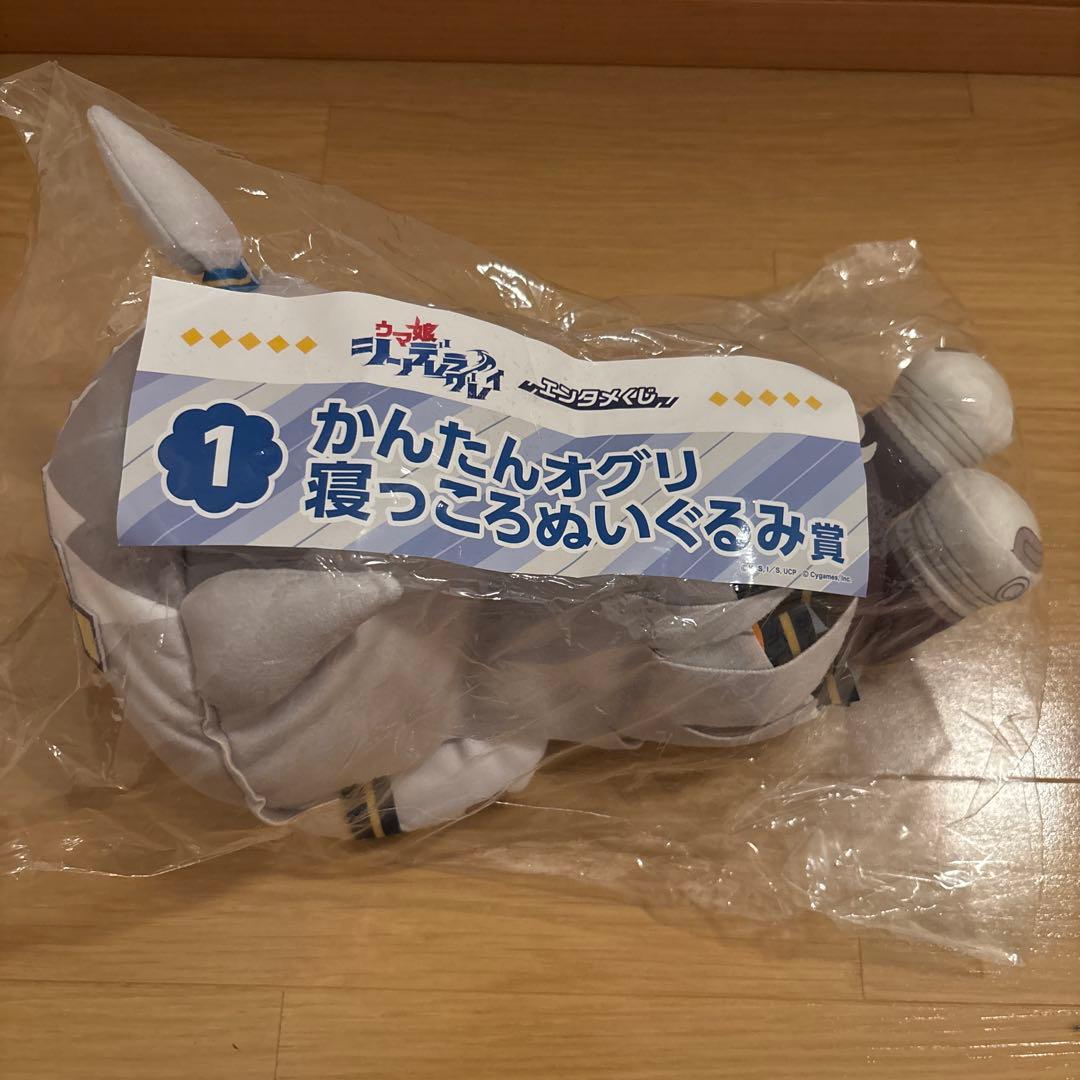 ウマ娘
シンデレラグレイ
エンタメくじ
1
かんたんオグリ
寝っころぬいぐるみ賞
S, I／S, UCP © Cygames, Inc.